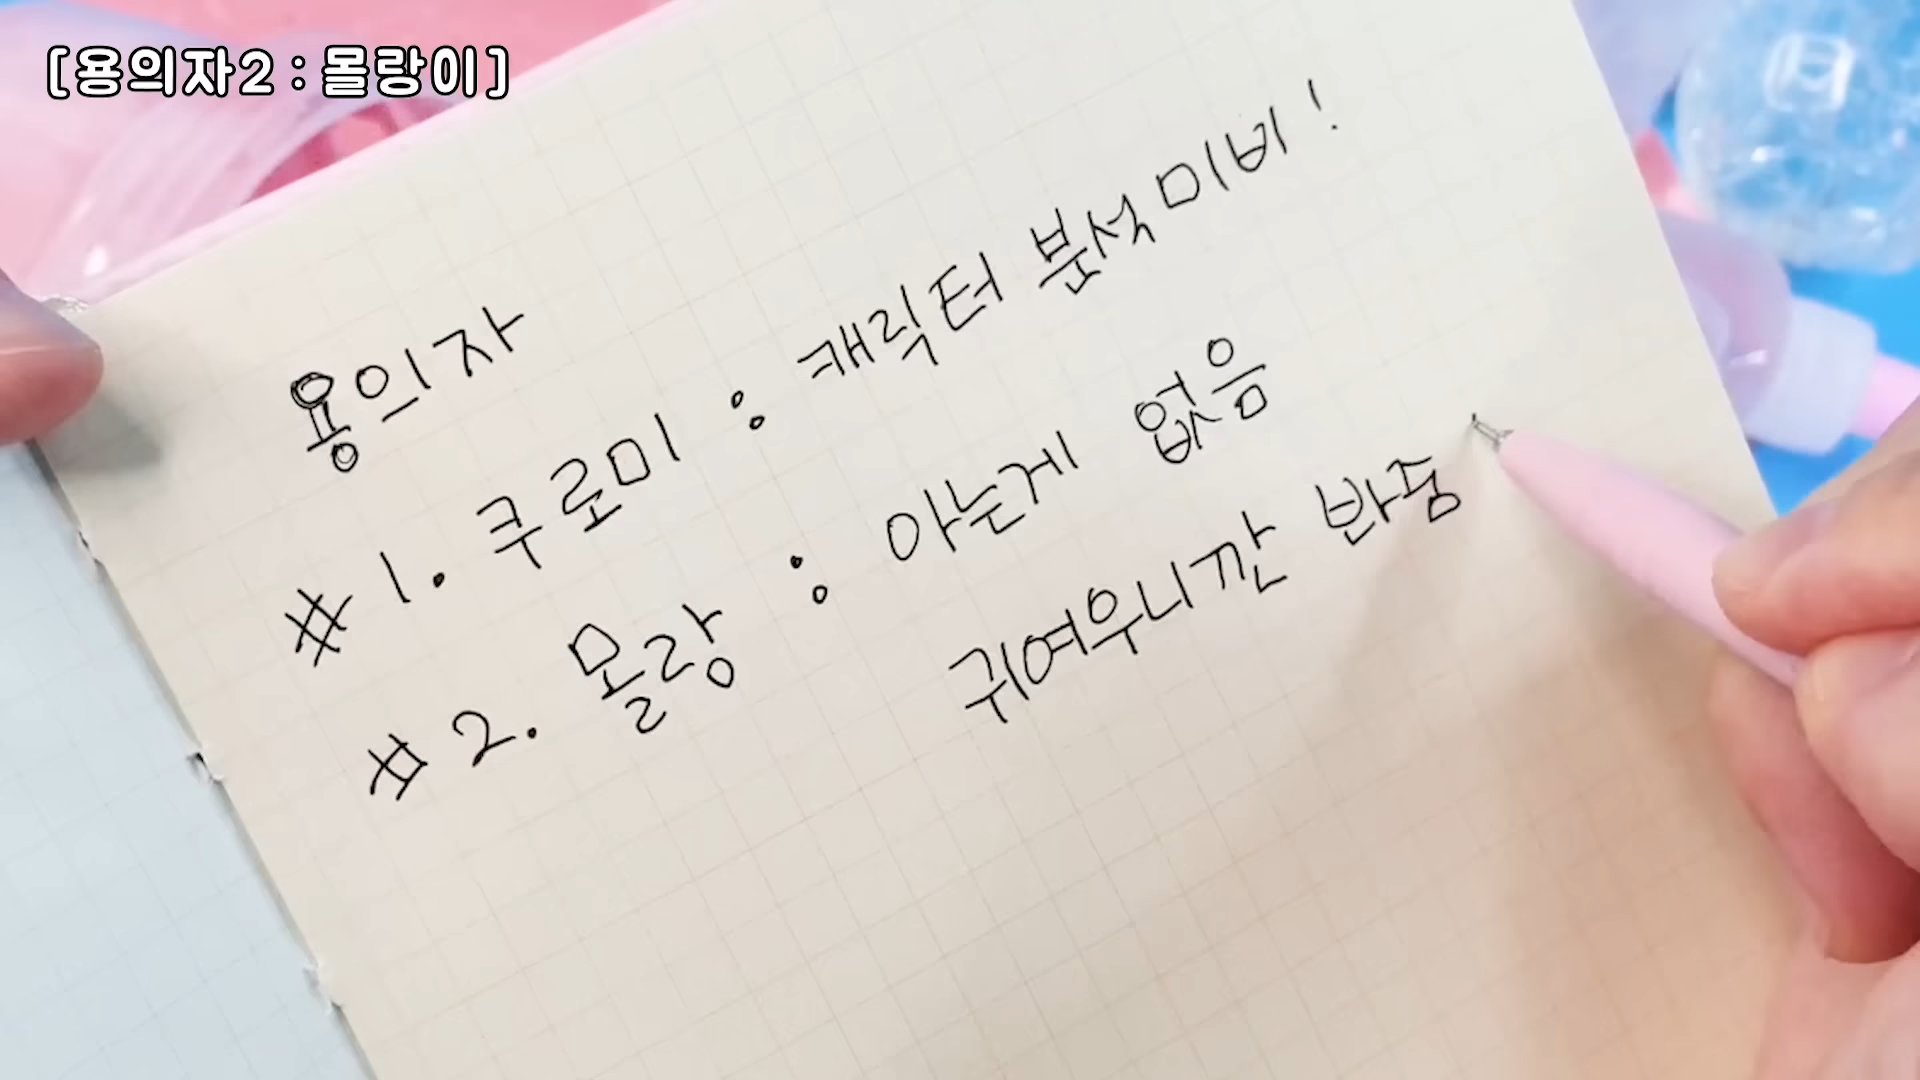 [용의자2 : 몰랑이]
용의자
#1. 쿠로미 : 캐릭터 분석 미비!
#2. 몰랑 : 아는게 없음
귀여우니깐 반중